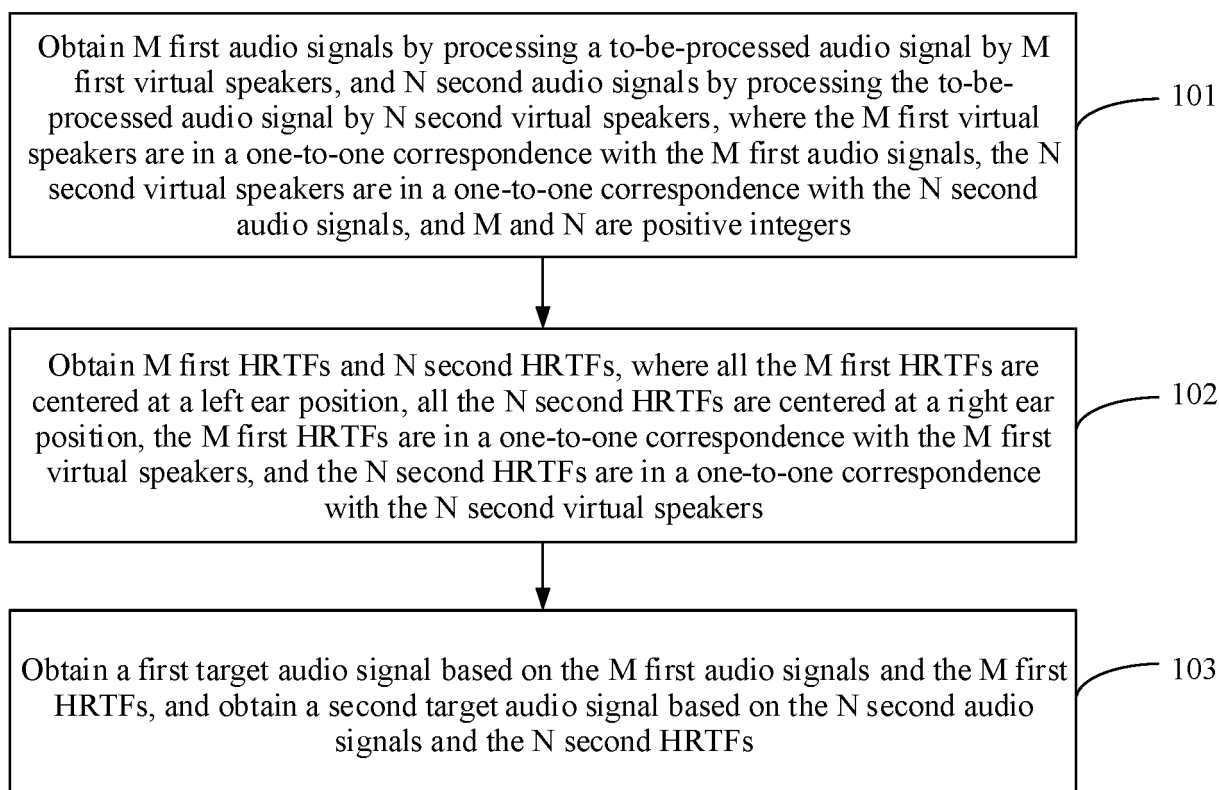 Obtain M first audio signals by processing a to-be-processed audio signal by M
first virtual speakers, and N second audio signals by processing the to-be-
processed audio signal by N second virtual speakers, where the M first virtual
speakers are in a one-to-one correspondence with the M first audio signals, the N
second virtual speakers are in a one-to-one correspondence with the N second
audio signals, and M and N are positive integers
101
Obtain M first HRTFs and N second HRTFs, where all the M first HRTFs are
centered at a left ear position, all the N second HRTFs are centered at a right ear
position, the M first HRTFs are in a one-to-one correspondence with the M first
virtual speakers, and the N second HRTFs are in a one-to-one correspondence
with the N second virtual speakers
102
Obtain a first target audio signal based on the M first audio signals and the M first
HRTFs, and obtain a second target audio signal based on the N second audio
signals and the N second HRTFs
103